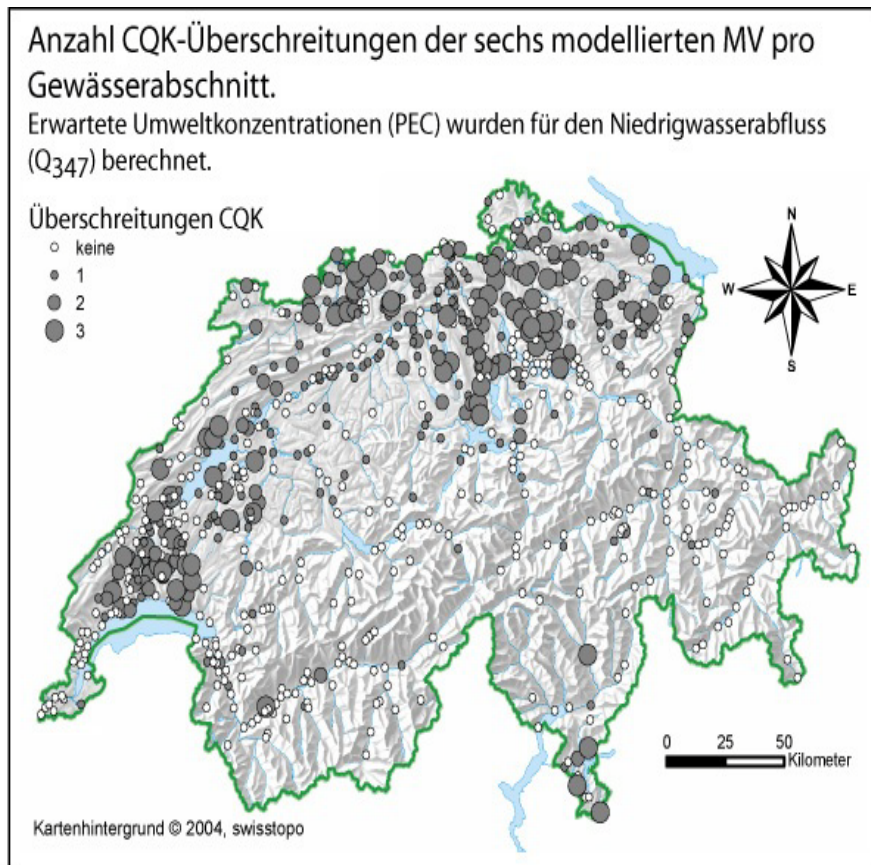 Anzahl CQK-Überschreitungen der sechs modellierten MV pro
Gewässerabschnitt.
Erwartete Umweltkonzentrationen (PEC) wurden für den Niedrigwasserabfluss
(Q347) berechnet.
Überschreitungen CQK
keine
1
2
3
N
W
E
S
0 25 50
Kilometer
Kartenhintergrund © 2004, swisstopo